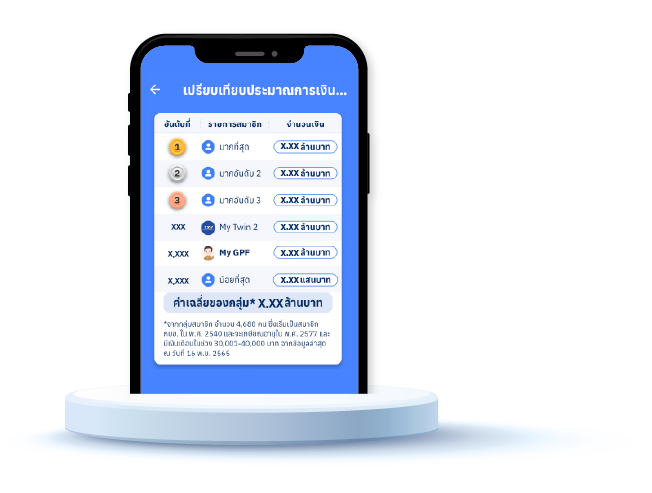 เปรียบเทียบประมาณการเงิน...
อันดับที่ รายการสมาชิก จำนวนเงิน
1 มากที่สุด X.XX ล้านบาท
2 มากอันดับ 2 X.XX ล้านบาท
3 มากอันดับ 3 X.XX ล้านบาท
XXX My Twin 2 X.XX ล้านบาท
X,XXX My GPF X.XX ล้านบาท
X,XXX น้อยที่สุด X.XX แสนบาท
ค่าเฉลี่ยของกลุ่ม* X.XX ล้านบาท
*จากกลุ่มสมาชิก จำนวน 4,680 คน ซึ่งเริ่มเป็นสมาชิก
กบข. ใน พ.ศ. 2540 และจะเกษียณอายุใน พ.ศ. 2577 และ
มีเงินเดือนในช่วง 30,001-40,000 บาท จากข้อมูลล่าสุด
ณ วันที่ 16 พ.ย. 2565